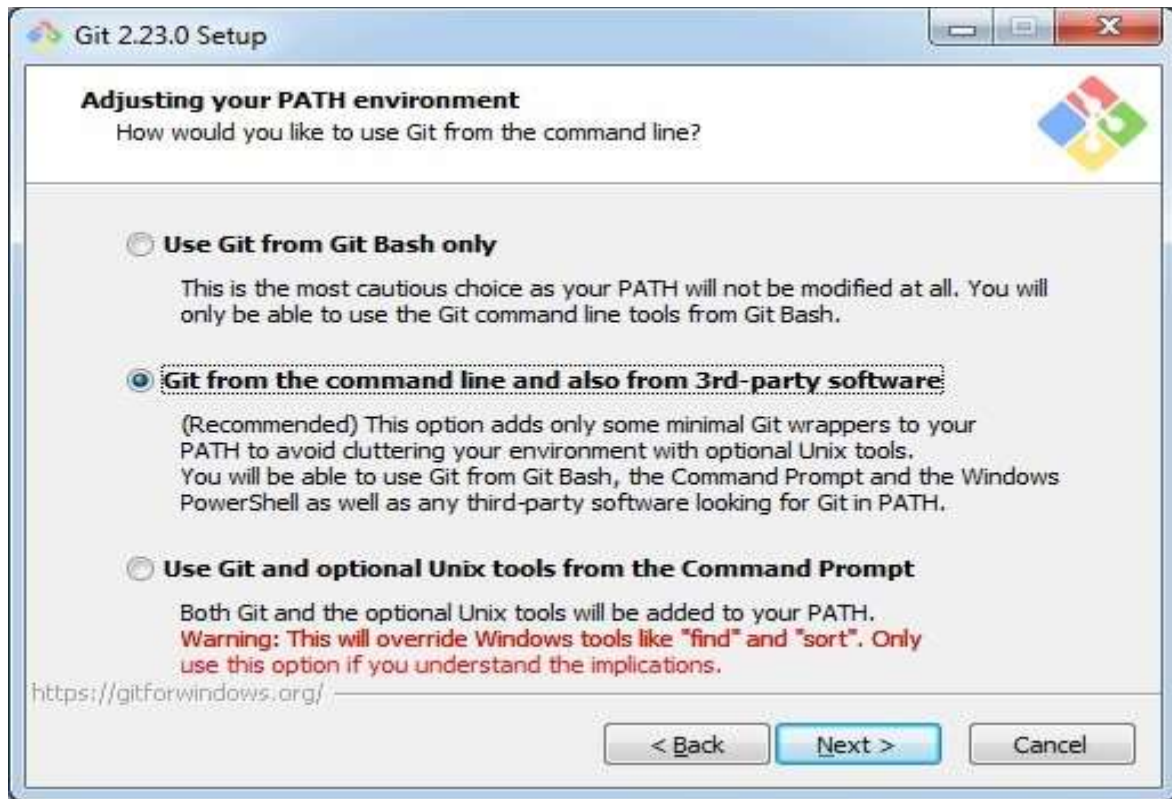 Git 2.23.0 Setup
Adjusting your PATH environment
How would you like to use Git from the command line?
Use Git from Git Bash only
This is the most cautious choice as your PATH will not be modified at all. You will
only be able to use the Git command line tools from Git Bash.
Git from the command line and also from 3rd-party software
(Recommended) This option adds only some minimal Git wrappers to your
PATH to avoid cluttering your environment with optional Unix tools.
You will be able to use Git from Git Bash, the Command Prompt and the Windows
PowerShell as well as any third-party software looking for Git in PATH.
Use Git and optional Unix tools from the Command Prompt
Both Git and the optional Unix tools will be added to your PATH.
Warning: This will override Windows tools like "find" and "sort". Only
use this option if you understand the implications.
https://gitforwindows.org/
< Back Next > Cancel